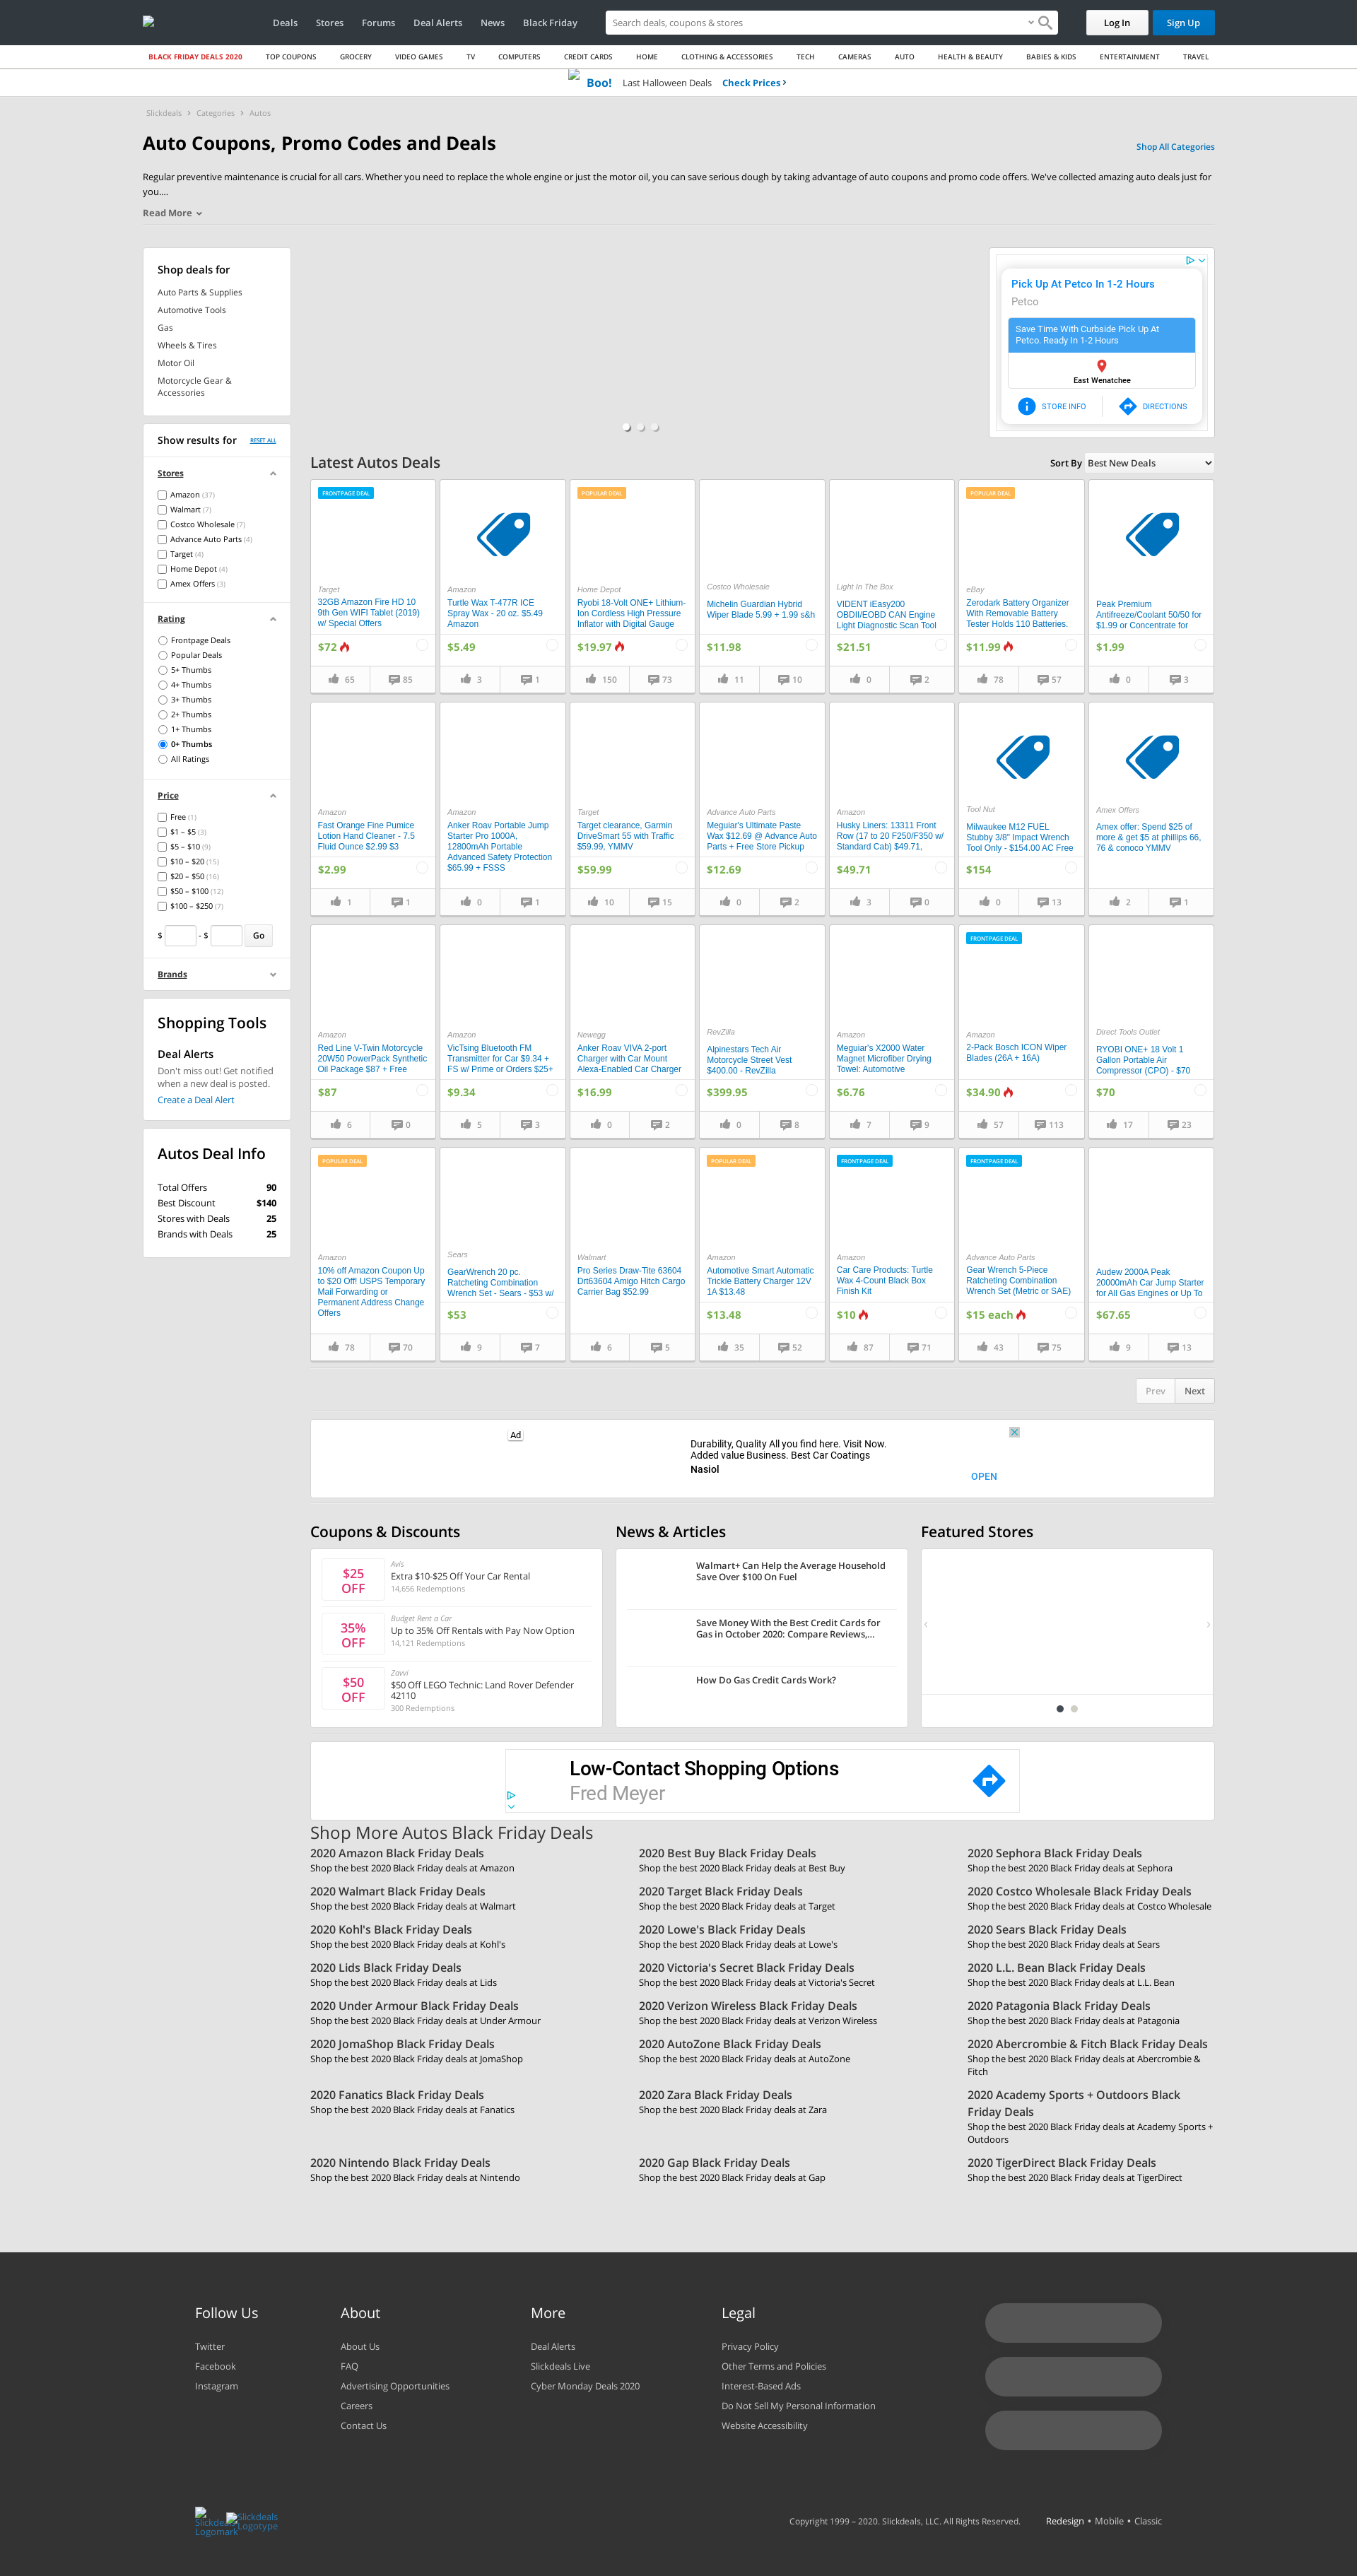 Deals
Stores
Forums
Deal Alerts
News
Black Friday
Search deals, coupons & stores
Log In
Sign Up
BLACK FRIDAY DEALS 2020
TOP COUPONS
GROCERY
VIDEO GAMES
TV
COMPUTERS
CREDIT CARDS
HOME
CLOTHING & ACCESSORIES
TECH
CAMERAS
AUTO
HEALTH & BEAUTY
BABIES & KIDS
ENTERTAINMENT
TRAVEL
Boo!
Last Halloween Deals
Check Prices ›
Slickdeals › Categories › Autos
Auto Coupons, Promo Codes and Deals
Shop All Categories
Regular preventive maintenance is crucial for all cars. Whether you need to replace the whole engine or just the motor oil, you can save serious dough by taking advantage of auto coupons and promo code offers. We've collected amazing auto deals just for
you....
Read More
Shop deals for
Auto Parts & Supplies
Automotive Tools
Gas
Wheels & Tires
Motor Oil
Motorcycle Gear &
Accessories
Show results for
RESET ALL
Stores
Amazon (37)
Walmart (7)
Costco Wholesale (7)
Advance Auto Parts (4)
Target (4)
Home Depot (4)
Amex Offers (3)
Rating
Frontpage Deals
Popular Deals
5+ Thumbs
4+ Thumbs
3+ Thumbs
2+ Thumbs
1+ Thumbs
0+ Thumbs
All Ratings
Price
Free (1)
$1 – $5 (3)
$5 – $10 (9)
$10 – $20 (15)
$20 – $50 (16)
$50 – $100 (12)
$100 – $250 (7)
$ - $ Go
Brands
Shopping Tools
Deal Alerts
Don't miss out! Get notified
when a new deal is posted.
Create a Deal Alert
Autos Deal Info
Total Offers 90
Best Discount $140
Stores with Deals 25
Brands with Deals 25
Pick Up At Petco In 1-2 Hours
Petco
Save Time With Curbside Pick Up At
Petco. Ready In 1-2 Hours
East Wenatchee
STORE INFO
DIRECTIONS
Latest Autos Deals
Sort By Best New Deals
FRONTPAGE DEAL
Target
32GB Amazon Fire HD 10
9th Gen WIFI Tablet (2019)
w/ Special Offers
$72
65 85
Amazon
Turtle Wax T-477R ICE
Spray Wax - 20 oz. $5.49
Amazon
$5.49
3 1
POPULAR DEAL
Home Depot
Ryobi 18-Volt ONE+ Lithium-
Ion Cordless High Pressure
Inflator with Digital Gauge
$19.97
150 73
Costco Wholesale
Michelin Guardian Hybrid
Wiper Blade 5.99 + 1.99 s&h
$11.98
11 10
Light In The Box
VIDENT iEasy200
OBDII/EOBD CAN Engine
Light Diagnostic Scan Tool
$21.51
0 2
POPULAR DEAL
eBay
Zerodark Battery Organizer
With Removable Battery
Tester Holds 110 Batteries.
$11.99
78 57
Peak Premium
Antifreeze/Coolant 50/50 for
$1.99 or Concentrate for
$1.99
0 3
Amazon
Fast Orange Fine Pumice
Lotion Hand Cleaner - 7.5
Fluid Ounce $2.99 $3
$2.99
1 1
Amazon
Anker Roav Portable Jump
Starter Pro 1000A,
12800mAh Portable
Advanced Safety Protection
$65.99 + FSSS
0 1
Target
Target clearance, Garmin
DriveSmart 55 with Traffic
$59.99, YMMV
$59.99
10 15
Advance Auto Parts
Meguiar's Ultimate Paste
Wax $12.69 @ Advance Auto
Parts + Free Store Pickup
$12.69
0 2
Amazon
Husky Liners: 13311 Front
Row (17 to 20 F250/F350 w/
Standard Cab) $49.71,
$49.71
3 0
Tool Nut
Milwaukee M12 FUEL
Stubby 3/8" Impact Wrench
Tool Only - $154.00 AC Free
$154
0 13
Amex Offers
Amex offer: Spend $25 of
more & get $5 at phillips 66,
76 & conoco YMMV
2 1
Amazon
Red Line V-Twin Motorcycle
20W50 PowerPack Synthetic
Oil Package $87 + Free
$87
6 0
Amazon
VicTsing Bluetooth FM
Transmitter for Car $9.34 +
FS w/ Prime or Orders $25+
$9.34
5 3
Newegg
Anker Roav VIVA 2-port
Charger with Car Mount
Alexa-Enabled Car Charger
$16.99
0 2
RevZilla
Alpinestars Tech Air
Motorcycle Street Vest
$400.00 - RevZilla
$399.95
0 8
Amazon
Meguiar's X2000 Water
Magnet Microfiber Drying
Towel: Automotive
$6.76
7 9
FRONTPAGE DEAL
Amazon
2-Pack Bosch ICON Wiper
Blades (26A + 16A)
$34.90
57 113
Direct Tools Outlet
RYOBI ONE+ 18 Volt 1
Gallon Portable Air
Compressor (CPO) - $70
$70
17 23
POPULAR DEAL
Amazon
10% off Amazon Coupon Up
to $20 Off! USPS Temporary
Mail Forwarding or
Permanent Address Change
Offers
78 70
Sears
GearWrench 20 pc.
Ratcheting Combination
Wrench Set - Sears - $53 w/
$53
9 7
Walmart
Pro Series Draw-Tite 63604
Drt63604 Amigo Hitch Cargo
Carrier Bag $52.99
6 5
POPULAR DEAL
Amazon
Automotive Smart Automatic
Trickle Battery Charger 12V
1A $13.48
$13.48
35 52
FRONTPAGE DEAL
Amazon
Car Care Products: Turtle
Wax 4-Count Black Box
Finish Kit
$10
87 71
FRONTPAGE DEAL
Advance Auto Parts
Gear Wrench 5-Piece
Ratcheting Combination
Wrench Set (Metric or SAE)
$15 each
43 75
Audew 2000A Peak
20000mAh Car Jump Starter
for All Gas Engines or Up To
$67.65
9 13
Prev Next
Ad
Durability, Quality All you find here. Visit Now.
Added value Business. Best Car Coatings
Nasiol
OPEN
Coupons & Discounts
$25
OFF
Avis
Extra $10-$25 Off Your Car Rental
14,656 Redemptions
35%
OFF
Budget Rent a Car
Up to 35% Off Rentals with Pay Now Option
14,121 Redemptions
$50
OFF
Zavvi
$50 Off LEGO Technic: Land Rover Defender
42110
300 Redemptions
News & Articles
Walmart+ Can Help the Average Household
Save Over $100 On Fuel
Save Money With the Best Credit Cards for
Gas in October 2020: Compare Reviews,...
How Do Gas Credit Cards Work?
Featured Stores
Low-Contact Shopping Options
Fred Meyer
Shop More Autos Black Friday Deals
2020 Amazon Black Friday Deals
Shop the best 2020 Black Friday deals at Amazon
2020 Best Buy Black Friday Deals
Shop the best 2020 Black Friday deals at Best Buy
2020 Sephora Black Friday Deals
Shop the best 2020 Black Friday deals at Sephora
2020 Walmart Black Friday Deals
Shop the best 2020 Black Friday deals at Walmart
2020 Target Black Friday Deals
Shop the best 2020 Black Friday deals at Target
2020 Costco Wholesale Black Friday Deals
Shop the best 2020 Black Friday deals at Costco Wholesale
2020 Kohl's Black Friday Deals
Shop the best 2020 Black Friday deals at Kohl's
2020 Lowe's Black Friday Deals
Shop the best 2020 Black Friday deals at Lowe's
2020 Sears Black Friday Deals
Shop the best 2020 Black Friday deals at Sears
2020 Lids Black Friday Deals
Shop the best 2020 Black Friday deals at Lids
2020 Victoria's Secret Black Friday Deals
Shop the best 2020 Black Friday deals at Victoria's Secret
2020 L.L. Bean Black Friday Deals
Shop the best 2020 Black Friday deals at L.L. Bean
2020 Under Armour Black Friday Deals
Shop the best 2020 Black Friday deals at Under Armour
2020 Verizon Wireless Black Friday Deals
Shop the best 2020 Black Friday deals at Verizon Wireless
2020 Patagonia Black Friday Deals
Shop the best 2020 Black Friday deals at Patagonia
2020 JomaShop Black Friday Deals
Shop the best 2020 Black Friday deals at JomaShop
2020 AutoZone Black Friday Deals
Shop the best 2020 Black Friday deals at AutoZone
2020 Abercrombie & Fitch Black Friday Deals
Shop the best 2020 Black Friday deals at Abercrombie &
Fitch
2020 Fanatics Black Friday Deals
Shop the best 2020 Black Friday deals at Fanatics
2020 Zara Black Friday Deals
Shop the best 2020 Black Friday deals at Zara
2020 Academy Sports + Outdoors Black
Friday Deals
Shop the best 2020 Black Friday deals at Academy Sports +
Outdoors
2020 Nintendo Black Friday Deals
Shop the best 2020 Black Friday deals at Nintendo
2020 Gap Black Friday Deals
Shop the best 2020 Black Friday deals at Gap
2020 TigerDirect Black Friday Deals
Shop the best 2020 Black Friday deals at TigerDirect
Follow Us
Twitter
Facebook
Instagram
About
About Us
FAQ
Advertising Opportunities
Careers
Contact Us
More
Deal Alerts
Slickdeals Live
Cyber Monday Deals 2020
Legal
Privacy Policy
Other Terms and Policies
Interest-Based Ads
Do Not Sell My Personal Information
Website Accessibility
Slickdeals
Logomark
Slickdeals
Logotype
Copyright 1999 – 2020. Slickdeals, LLC. All Rights Reserved.
Redesign • Mobile • Classic